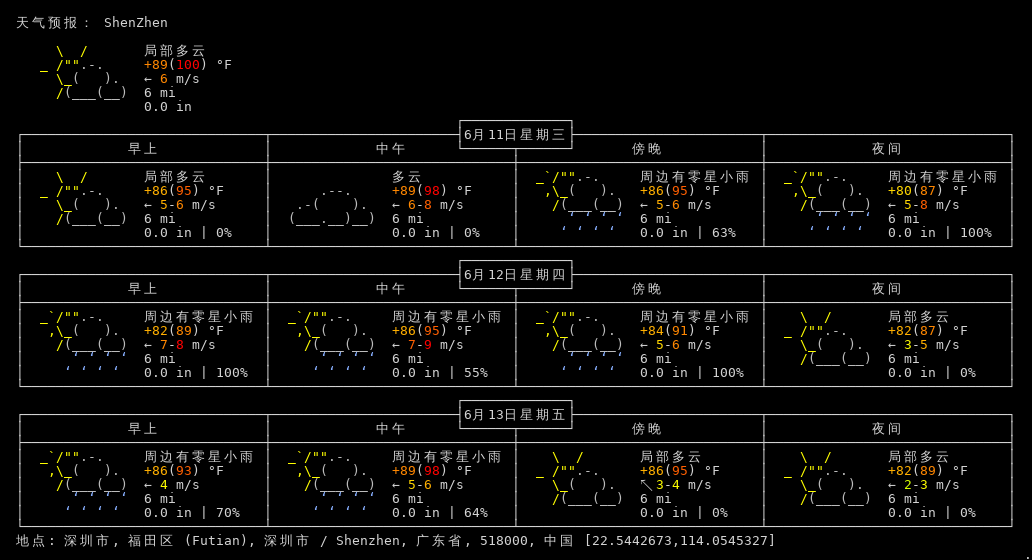 天气预报： ShenZhen
局部多云
+89(100) °F
← 6 m/s
6 mi
0.0 in
6月11日星期三
早上 中午 傍晚 夜间
局部多云 多云 周边有零星小雨 周边有零星小雨
+86(95) °F +89(98) °F +86(95) °F +80(87) °F
← 5-6 m/s ← 6-8 m/s ← 5-6 m/s ← 5-8 m/s
6 mi 6 mi 6 mi 6 mi
0.0 in | 0% 0.0 in | 0% 0.0 in | 63% 0.0 in | 100%
6月12日星期四
早上 中午 傍晚 夜间
周边有零星小雨 周边有零星小雨 周边有零星小雨 局部多云
+82(89) °F +86(95) °F +84(91) °F +82(87) °F
← 7-8 m/s ← 7-9 m/s ← 5-6 m/s ← 3-5 m/s
6 mi 6 mi 6 mi 6 mi
0.0 in | 100% 0.0 in | 55% 0.0 in | 100% 0.0 in | 0%
6月13日星期五
早上 中午 傍晚 夜间
周边有零星小雨 周边有零星小雨 局部多云 局部多云
+86(93) °F +89(98) °F +86(95) °F +82(89) °F
← 4 m/s ← 5-6 m/s ↖ 3-4 m/s ← 2-3 m/s
6 mi 6 mi 6 mi 6 mi
0.0 in | 70% 0.0 in | 64% 0.0 in | 0% 0.0 in | 0%
地点: 深圳市, 福田区 (Futian), 深圳市 / Shenzhen, 广东省, 518000, 中国 [22.5442673,114.0545327]